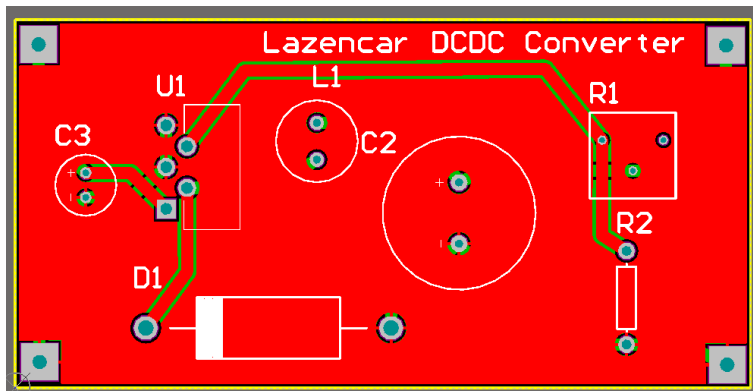 Lazencar DCDC Converter
L1
U1
R1
C3
C2
R2
D1